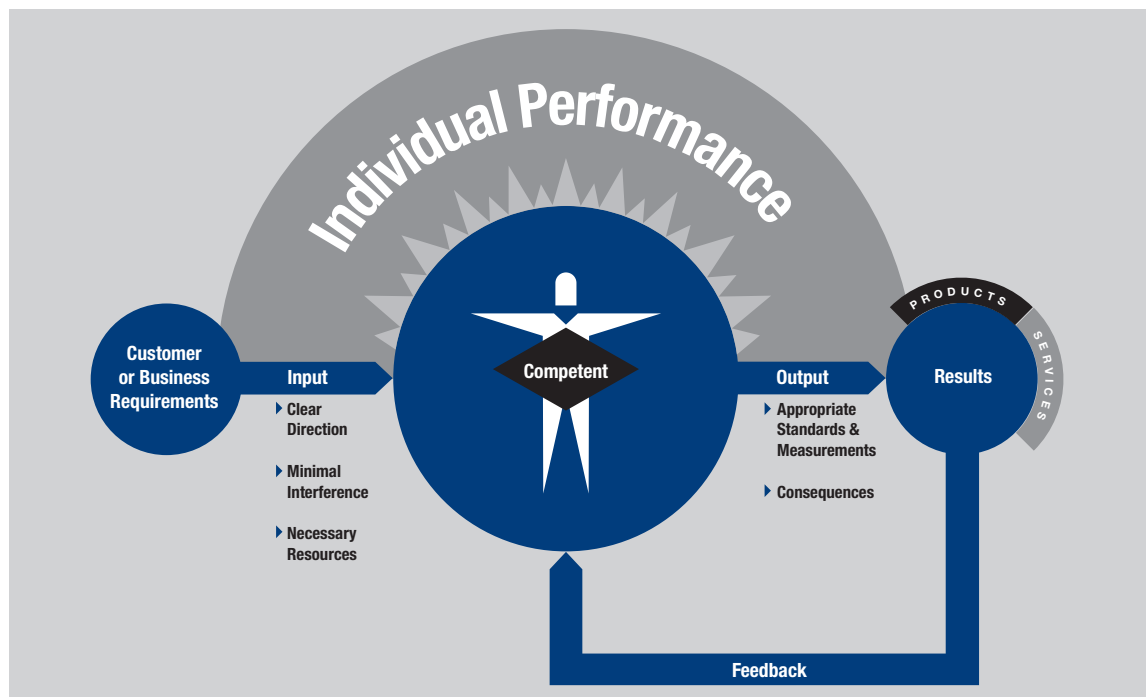 Individual Performance
Customer
or Business
Requirements
Input
Clear
Direction
Minimal
Interference
Necessary
Resources
Competent
Output
Appropriate
Standards &
Measurements
Consequences
PRODUCTS
SERVICES
Results
Feedback